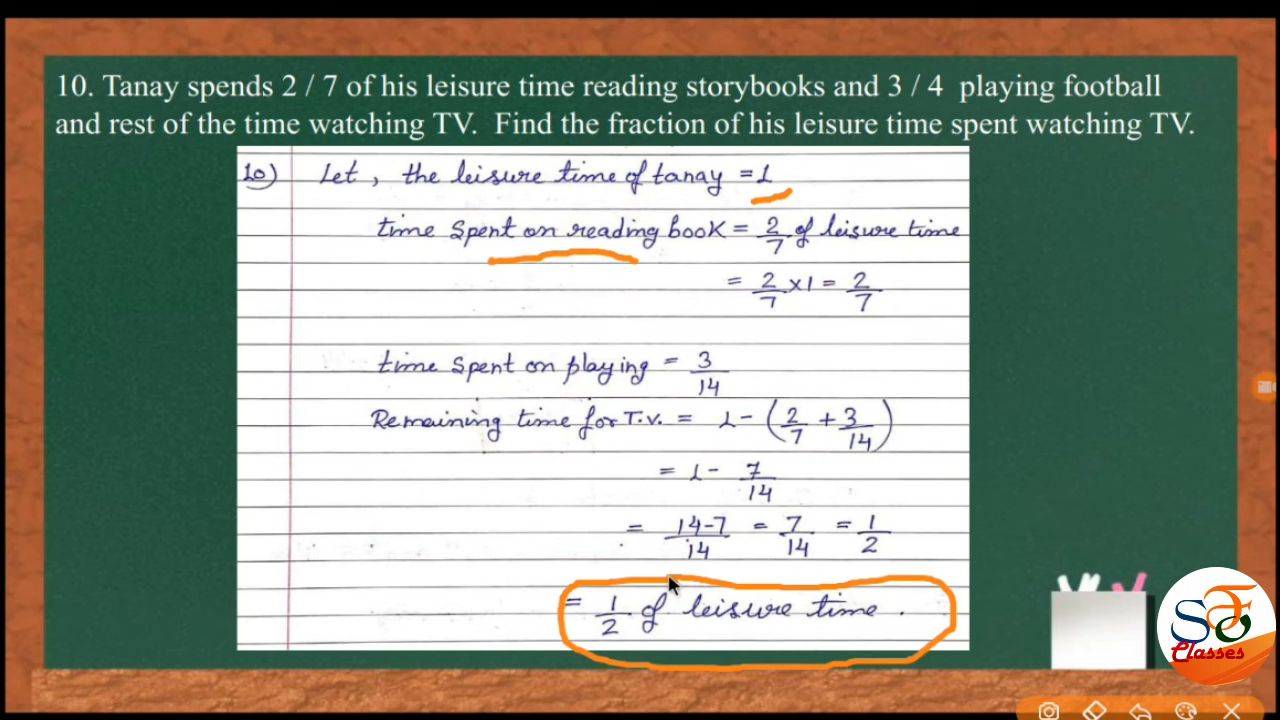 10. Tanay spends 2 / 7 of his leisure time reading storybooks and 3 / 4 playing football
and rest of the time watching TV. Find the fraction of his leisure time spent watching TV.
10) Let, the leisure time of tanay = 1
time spent on reading book = 2/7 of leisure time
= 2/7 × 1 = 2/7
time spent on playing = 3/14
Remaining time for T.V. = 1 - (2/7 + 3/14)
= 1 - 7/14
= 14-7/14 = 7/14 = 1/2
= 1/2 of leisure time.
SF
Classes